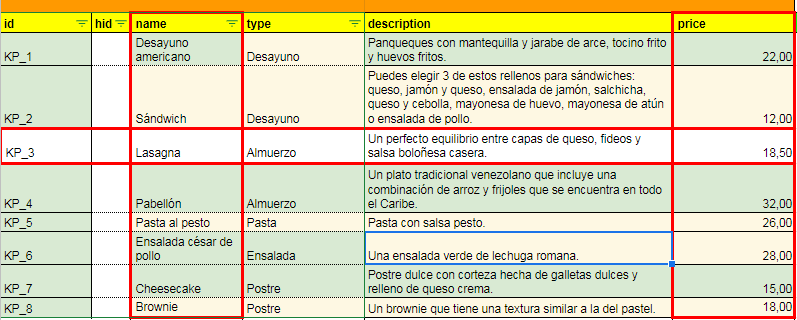 id hid name type description price
KP_1 Desayuno americano Desayuno Panqueques con mantequilla y jarabe de arce, tocino frito
y huevos fritos. 22,00
KP_2 Sándwich Desayuno Puedes elegir 3 de estos rellenos para sándwiches:
queso, jamón y queso, ensalada de jamón, salchicha,
queso y cebolla, mayonesa de huevo, mayonesa de atún
o ensalada de pollo. 12,00
KP_3 Lasagna Almuerzo Un perfecto equilibrio entre capas de queso, fideos y
salsa boloñesa casera. 18,50
KP_4 Pabellón Almuerzo Un plato tradicional venezolano que incluye una
combinación de arroz y frijoles que se encuentra en todo
el Caribe. 32,00
KP_5 Pasta al pesto Pasta Pasta con salsa pesto. 26,00
KP_6 Ensalada césar de pollo Ensalada Una ensalada verde de lechuga romana. 28,00
KP_7 Cheesecake Postre Postre dulce con corteza hecha de galletas dulces y
relleno de queso crema. 15,00
KP_8 Brownie Postre Un brownie que tiene una textura similar a la del pastel. 18,00